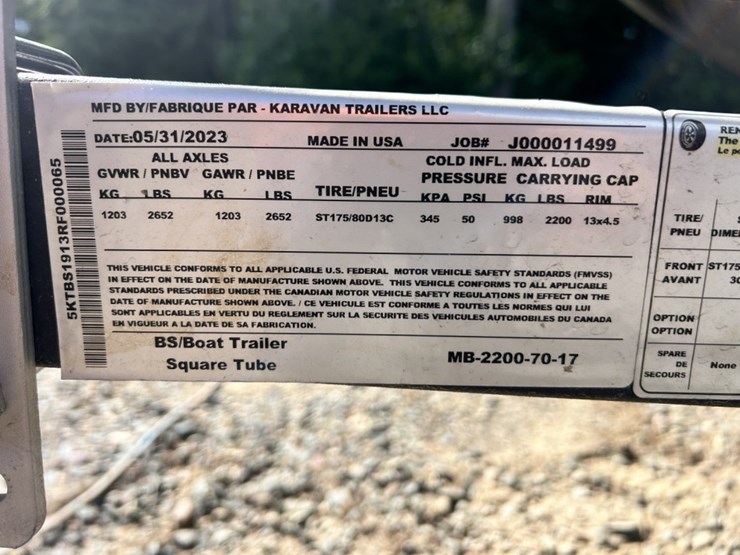 MFD BY/FABRIQUE PAR - KARAVAN TRAILERS LLC
DATE:05/31/2023 MADE IN USA JOB# J000011499
ALL AXLES COLD INFL. MAX. LOAD
GVWR / PNBV GAWR / PNBE TIRE/PNEU PRESSURE CARRYING CAP
KG LBS KG LBS KPA PSI KG LBS RIM
1203 2652 1203 2652 ST175/80D13C 345 50 998 2200 13x4.5
THIS VEHICLE CONFORMS TO ALL APPLICABLE U.S. FEDERAL MOTOR VEHICLE SAFETY STANDARDS (FMVSS)
IN EFFECT ON THE DATE OF MANUFACTURE SHOWN ABOVE. THIS VEHICLE CONFORMS TO ALL APPLICABLE
STANDARDS PRESCRIBED UNDER THE CANADIAN MOTOR VEHICLE SAFETY REGULATIONS IN EFFECT ON THE
DATE OF MANUFACTURE SHOWN ABOVE. / CE VEHICULE EST CONFORME A TOUTES LES NORMES QUI LUI
SONT APPLICABLES EN VERTU DU REGLEMENT SUR LA SECURITE DES VEHICULES AUTOMOBILES DU CANADA
EN VIGUEUR A LA DATE DE SA FABRICATION.
BS/Boat Trailer
Square Tube MB-2200-70-17
5KTBS1913RF000065
The
Le
TIRE/
PNEU
FRONT ST175
AVANT
OPTION
OPTION
SPARE
DE None
SECOURS